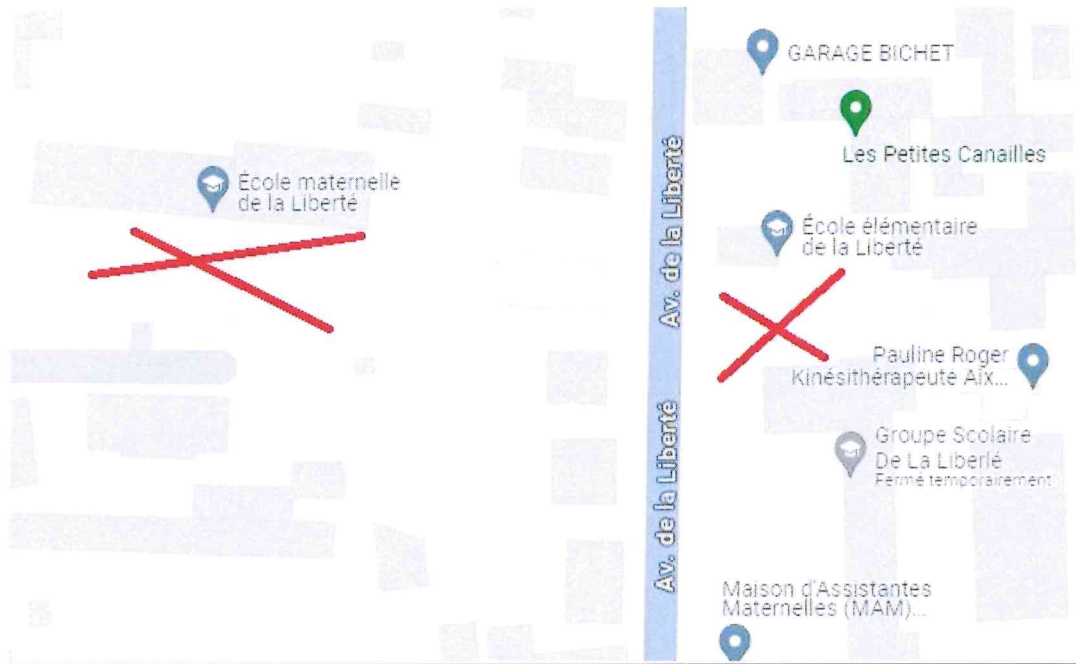 GARAGE BICHET
Les Petites Canailles
École maternelle
de la Liberté
Av. de la Liberté
École élémentaire
de la Liberté
Pauline Roger
Kinésithérapeute Aix...
Av. de la Liberté
Groupe Scolaire
De La Liberlé
Fermé temporairement
Maison d'Assistantes
Maternelles (MAM)...